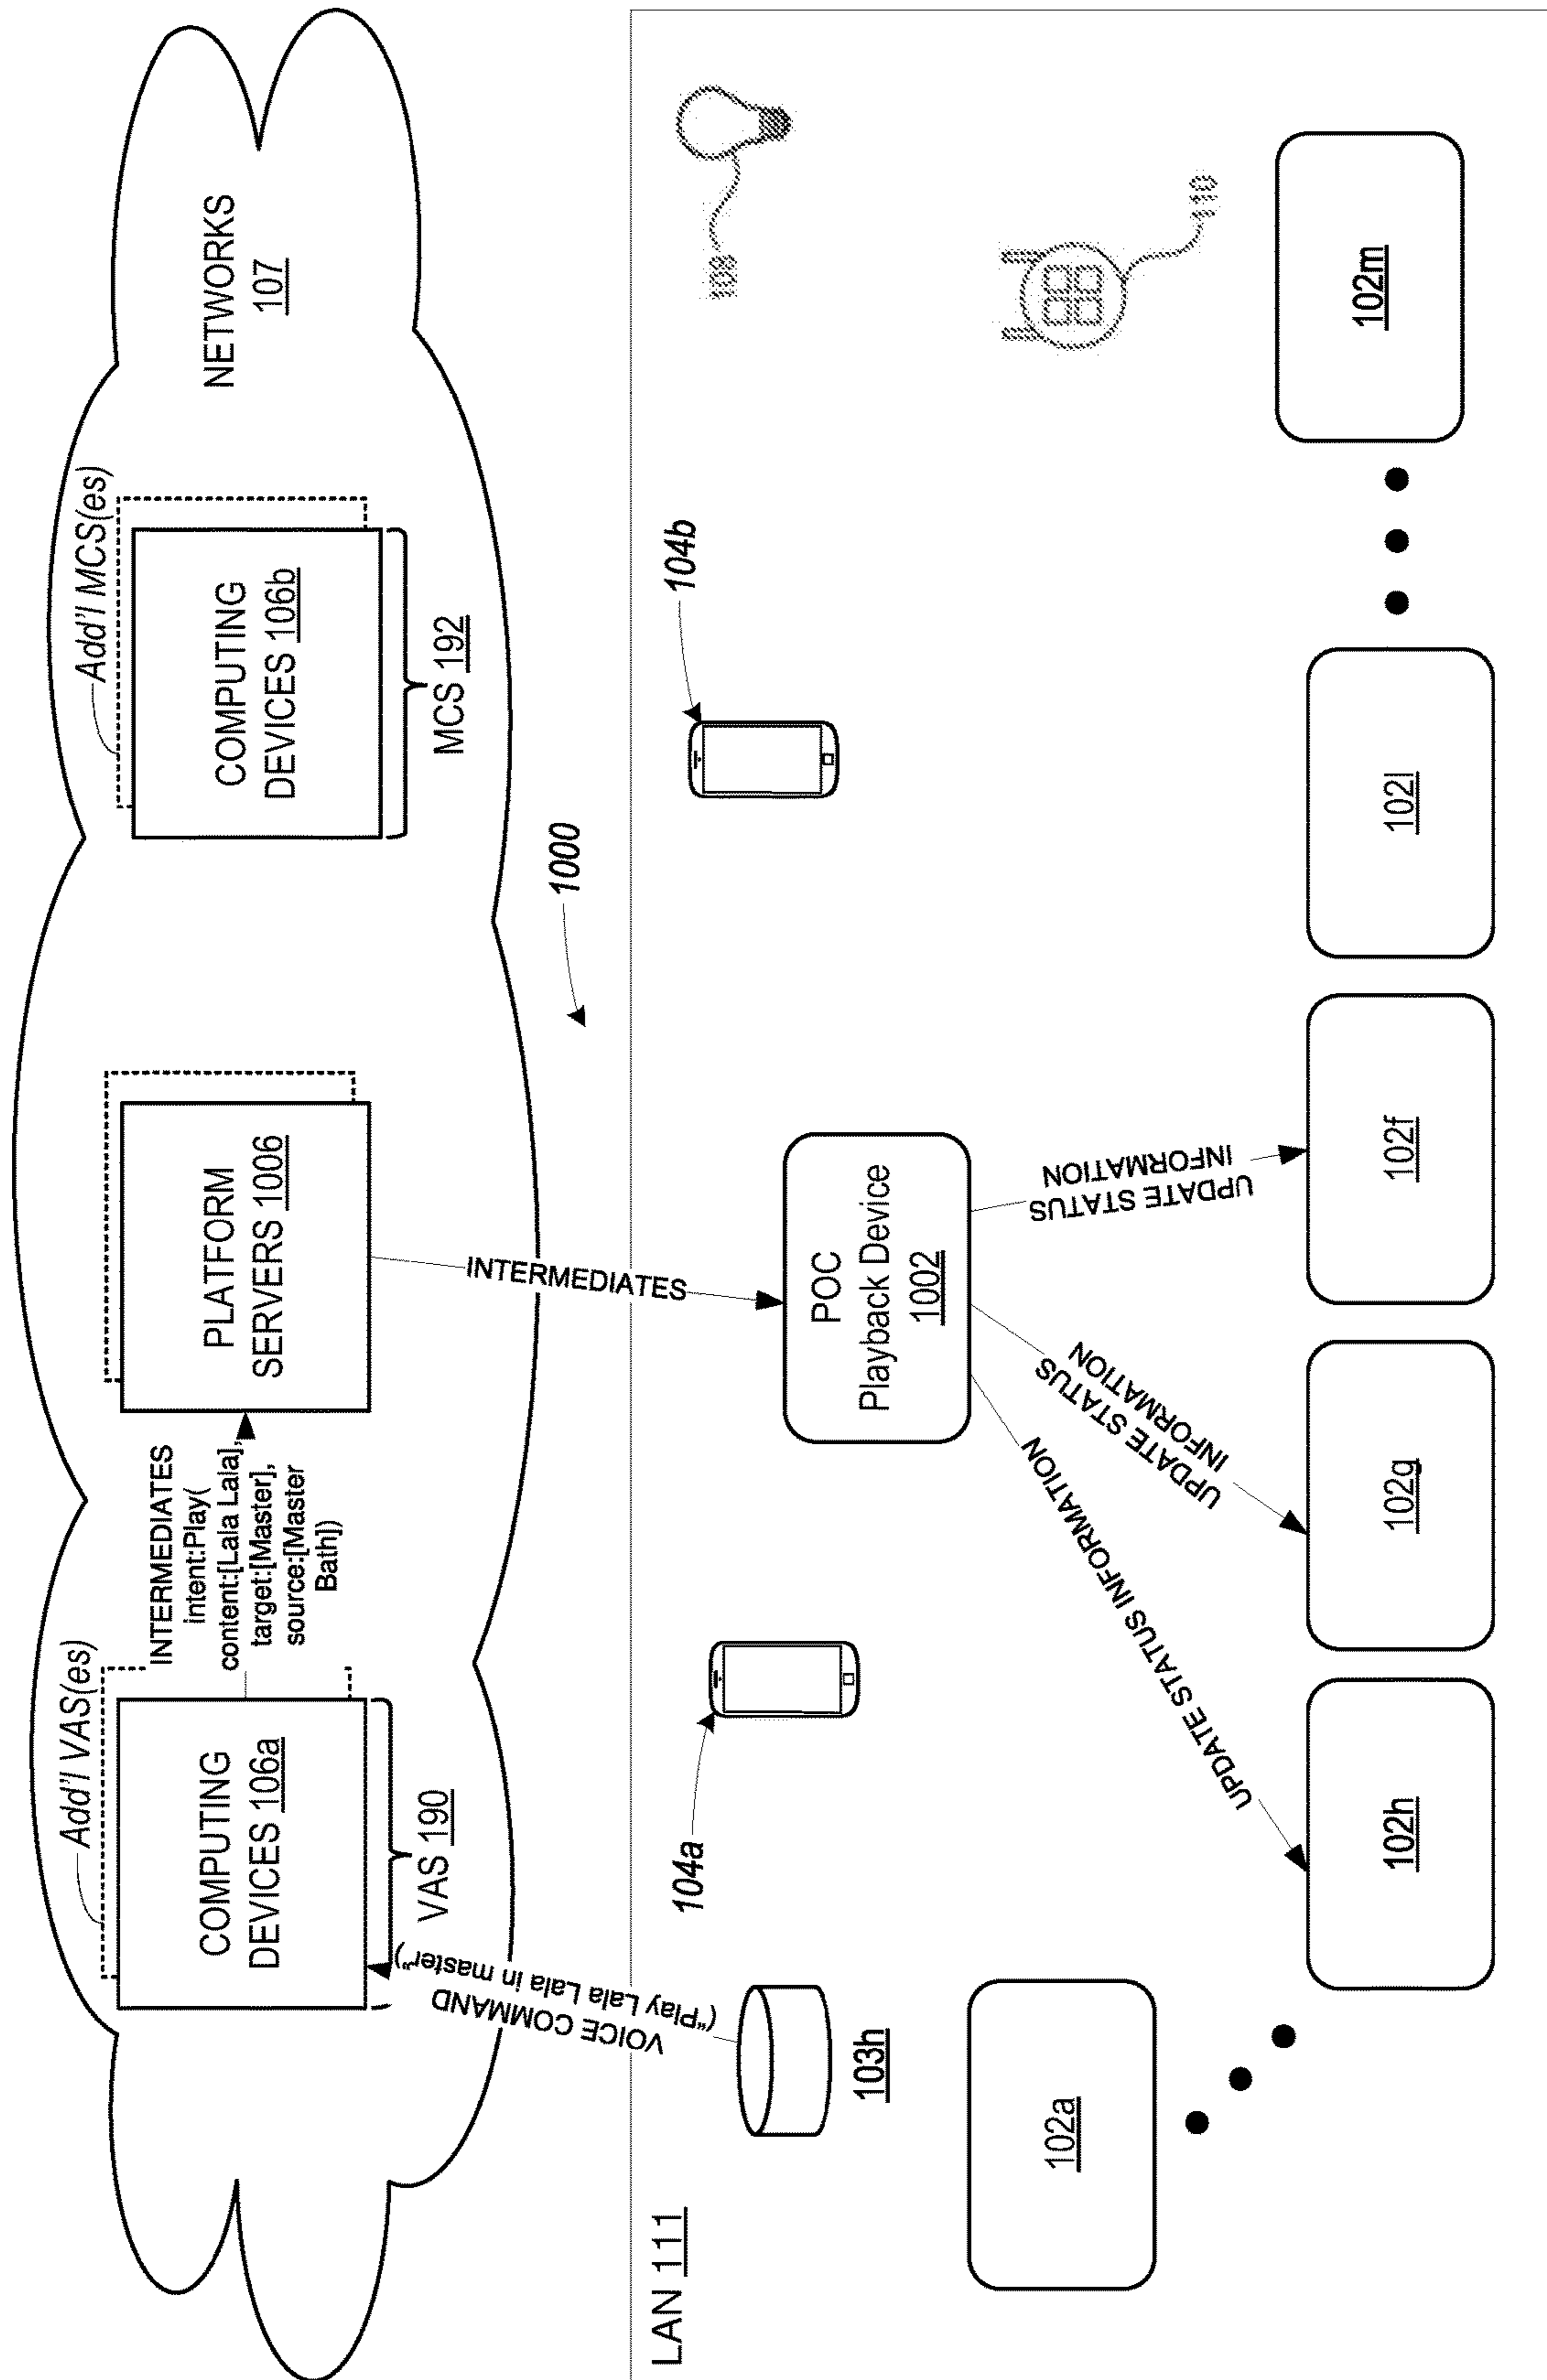 NETWORKS
107
Add'l VAS(es)
COMPUTING
DEVICES 106a
VAS 190
INTERMEDIATES
intent:Play(
content:[Lala Lala],
target:[Master],
source:[Master
Bath])
PLATFORM
SERVERS 1006
Add'l MCS(es)
COMPUTING
DEVICES 106b
MCS 192
1000
LAN 111
VOICE COMMAND
("Play Lala Lala in master")
103h
104a
INTERMEDIATES
104b
108
110
POC
Playback Device
1002
UPDATE STATUS INFORMATION
UPDATE STATUS
INFORMATION
UPDATE STATUS
INFORMATION
102a
102h
102g
102f
102l
102m